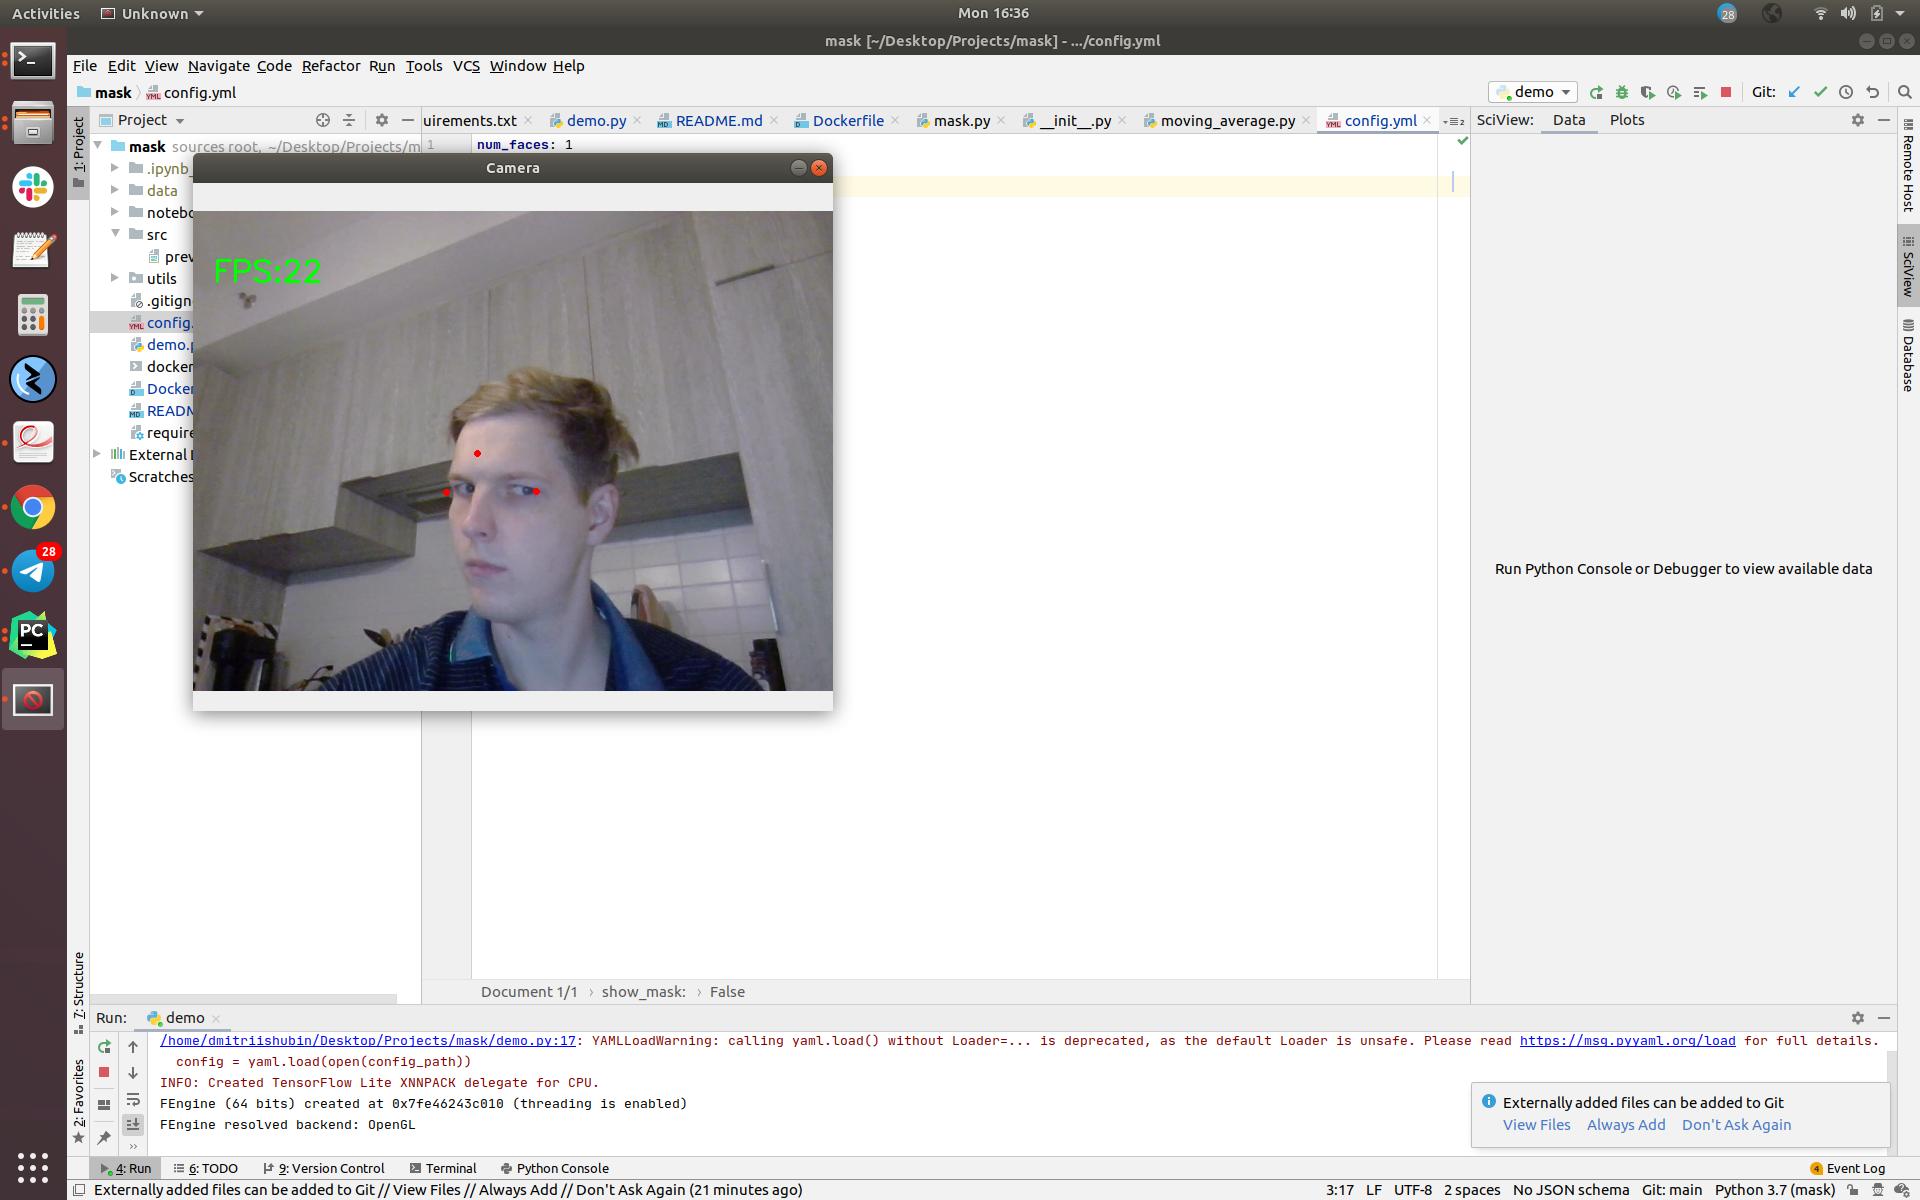 Activities Unknown Mon 16:36 28
mask [~/Desktop/Projects/mask] - .../config.yml
File Edit View Navigate Code Refactor Run Tools VCS Window Help
mask config.yml demo Git:
1: Project
Project
uirements.txt demo.py README.md Dockerfile mask.py __init__.py moving_average.py config.yml 2
SciView: Data Plots
mask sources root, ~/Desktop/Projects/m
.ipynb_
data
notebo
src
prev
utils
.gitign
config.
demo.p
docker
Docker
READM
require
External L
Scratches
1 num_faces: 1
Camera
FPS:22
28
PC
Remote Host
SciView
Database
Run Python Console or Debugger to view available data
Document 1/1 › show_mask: › False
7: Structure
2: Favorites
Run: demo
/home/dmitriishubin/Desktop/Projects/mask/demo.py:17: YAMLLoadWarning: calling yaml.load() without Loader=... is deprecated, as the default Loader is unsafe. Please read https://msg.pyyaml.org/load for full details.
config = yaml.load(open(config_path))
INFO: Created TensorFlow Lite XNNPACK delegate for CPU.
FEngine (64 bits) created at 0x7fe46243c010 (threading is enabled)
FEngine resolved backend: OpenGL
Externally added files can be added to Git
View Files Always Add Don't Ask Again
4: Run 6: TODO 9: Version Control Terminal Python Console 4 Event Log
Externally added files can be added to Git // View Files // Always Add // Don't Ask Again (21 minutes ago) 3:17 LF UTF-8 2 spaces No JSON schema Git: main Python 3.7 (mask)